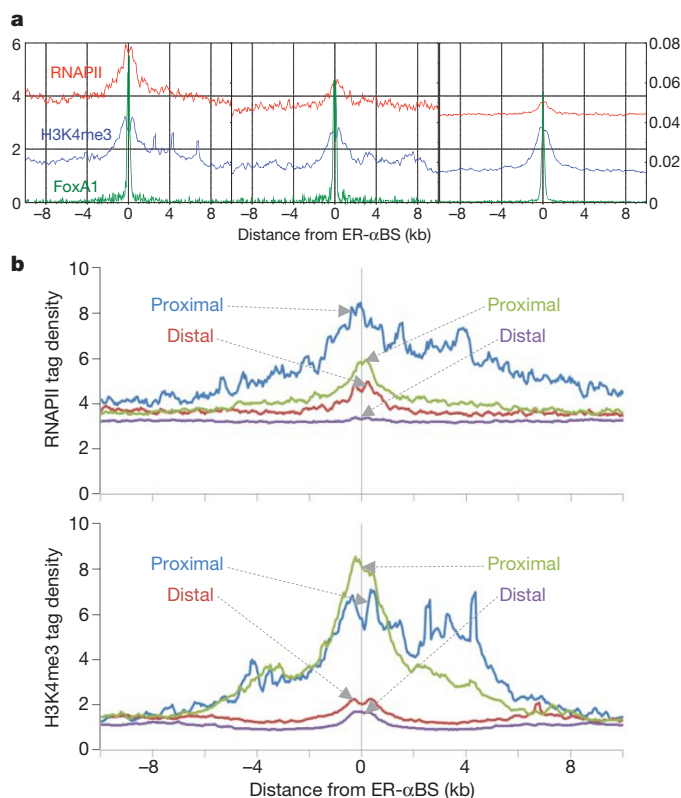 a
6
4
2
0
RNAPII
H3K4me3
FoxA1
0.08
0.06
0.04
0.02
0
−8 −4 0 4 8 −8 −4 0 4 8 −8 −4 0 4 8
Distance from ER-αBS (kb)
b
RNAPII tag density
10
8
6
4
2
0
Proximal Proximal
Distal Distal
H3K4me3 tag density
10
8
6
4
2
0
Proximal Proximal
Distal Distal
−8 −4 0 4 8
Distance from ER-αBS (kb)